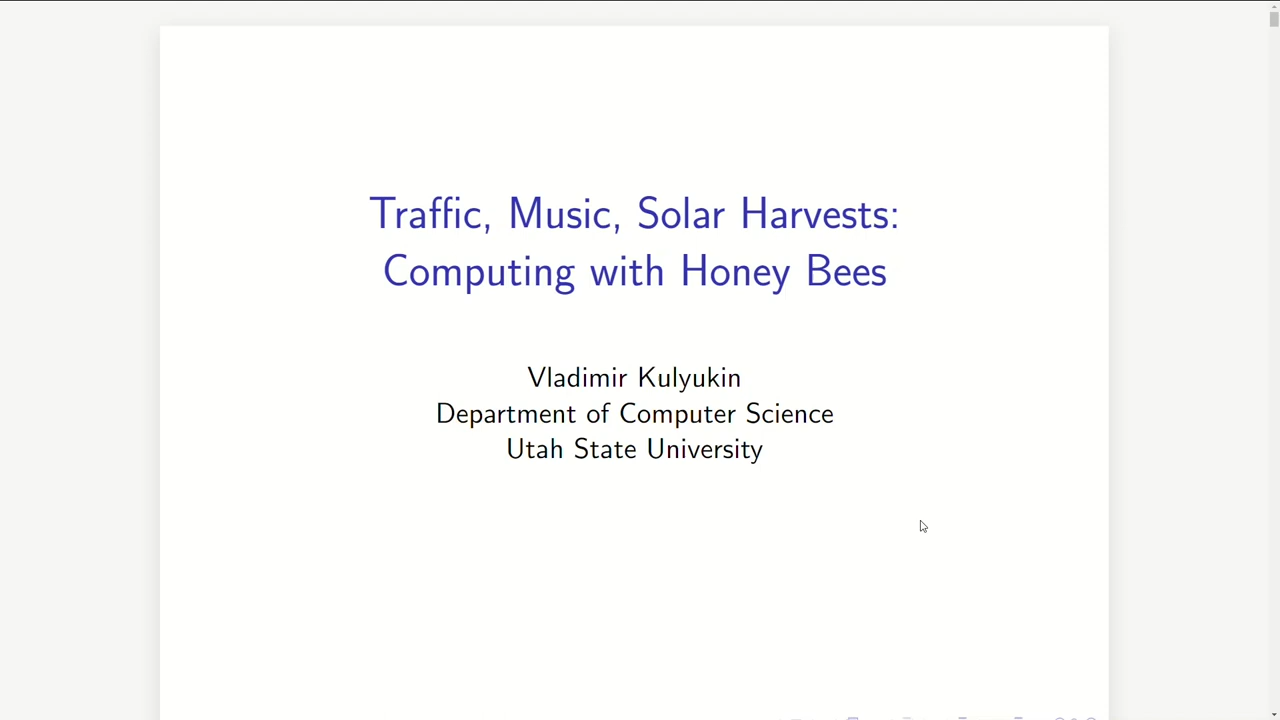 Traffic, Music, Solar Harvests:
Computing with Honey Bees
Vladimir Kulyukin
Department of Computer Science
Utah State University